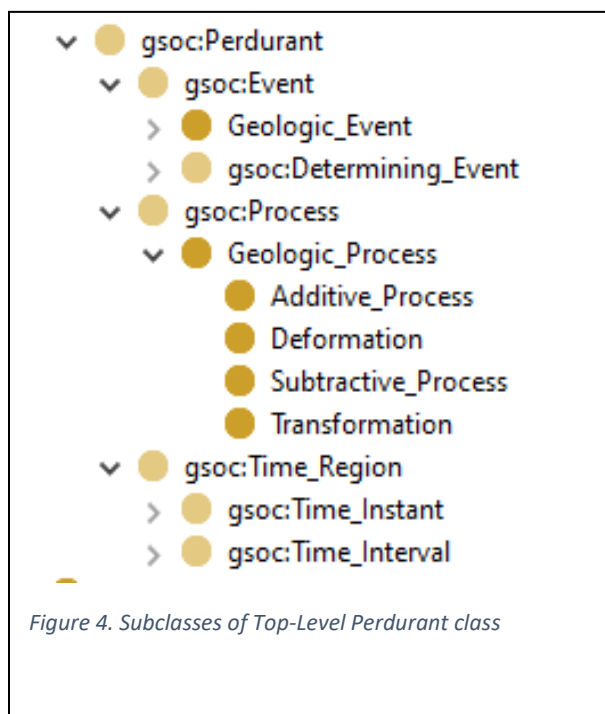 gsoc:Perdurant
gsoc:Event
Geologic_Event
gsoc:Determining_Event
gsoc:Process
Geologic_Process
Additive_Process
Deformation
Subtractive_Process
Transformation
gsoc:Time_Region
gsoc:Time_Instant
gsoc:Time_Interval
Figure 4. Subclasses of Top-Level Perdurant class